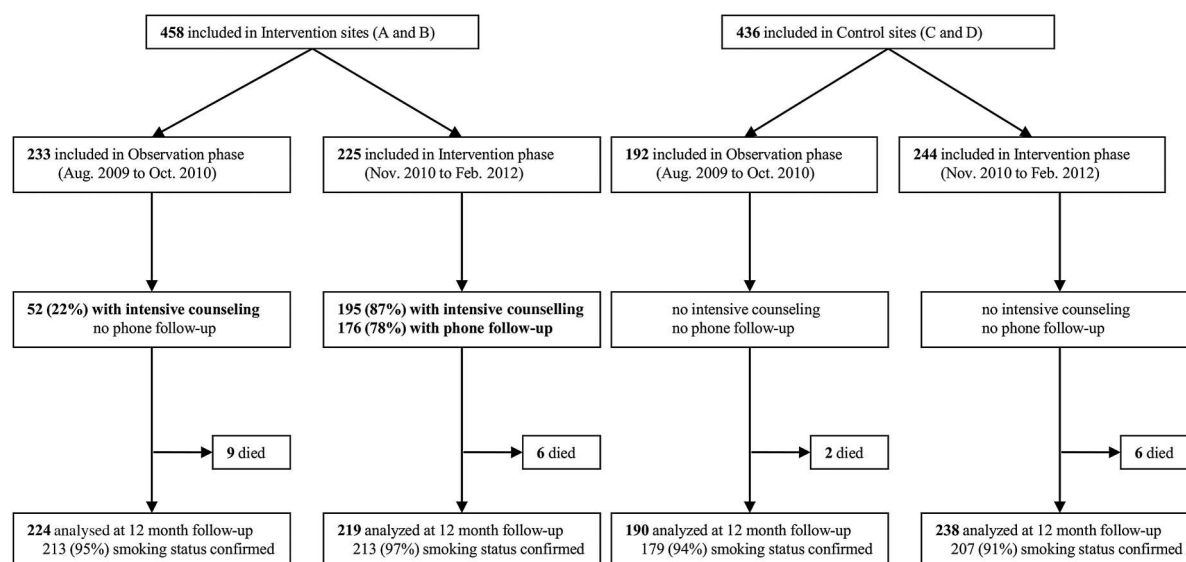 458 included in Intervention sites (A and B)
436 included in Control sites (C and D)
233 included in Observation phase
(Aug. 2009 to Oct. 2010)
225 included in Intervention phase
(Nov. 2010 to Feb. 2012)
192 included in Observation phase
(Aug. 2009 to Oct. 2010)
244 included in Intervention phase
(Nov. 2010 to Feb. 2012)
52 (22%) with intensive counseling
no phone follow-up
195 (87%) with intensive counselling
176 (78%) with phone follow-up
no intensive counseling
no phone follow-up
no intensive counseling
no phone follow-up
9 died
6 died
2 died
6 died
224 analysed at 12 month follow-up
213 (95%) smoking status confirmed
219 analyzed at 12 month follow-up
213 (97%) smoking status confirmed
190 analyzed at 12 month follow-up
179 (94%) smoking status confirmed
238 analyzed at 12 month follow-up
207 (91%) smoking status confirmed